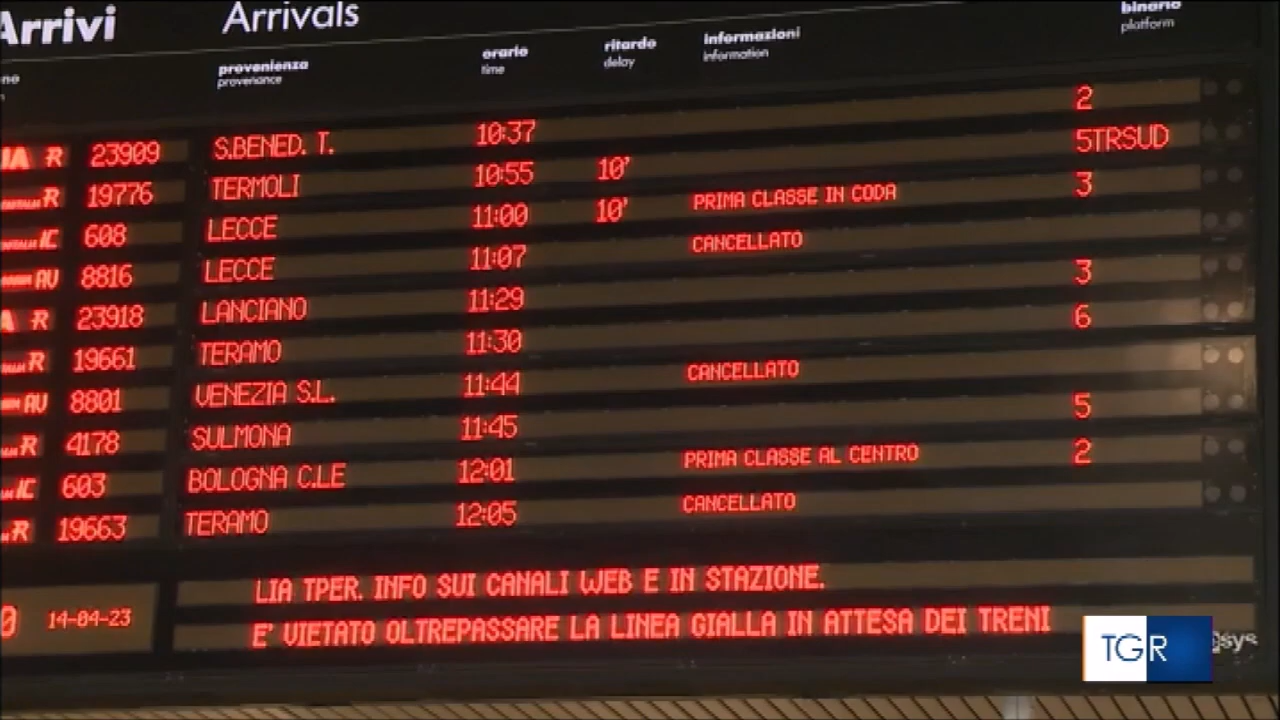 Arrivi Arrivals
provenienza orario ritardo informazioni binario
provenance time delay information platform
IA R 23909 S.BENED. T. 10:37 2
R 19776 TERMOLI 10:55 10' 5TRSUD
IC 608 LECCE 11:00 10' PRIMA CLASSE IN CODA 3
AV 8816 LECCE 11:07 CANCELLATO
A R 23918 LANCIANO 11:29 3
R 19661 TERAMO 11:30 6
AV 8801 VENEZIA S.L. 11:44 CANCELLATO
R 4178 SULMONA 11:45 5
IC 603 BOLOGNA C.LE 12:01 PRIMA CLASSE AL CENTRO 2
R 19663 TERAMO 12:05 CANCELLATO
LIA TPER. INFO SUI CANALI WEB E IN STAZIONE.
0 14-04-23 E' VIETATO OLTREPASSARE LA LINEA GIALLA IN ATTESA DEI TRENI
TGR